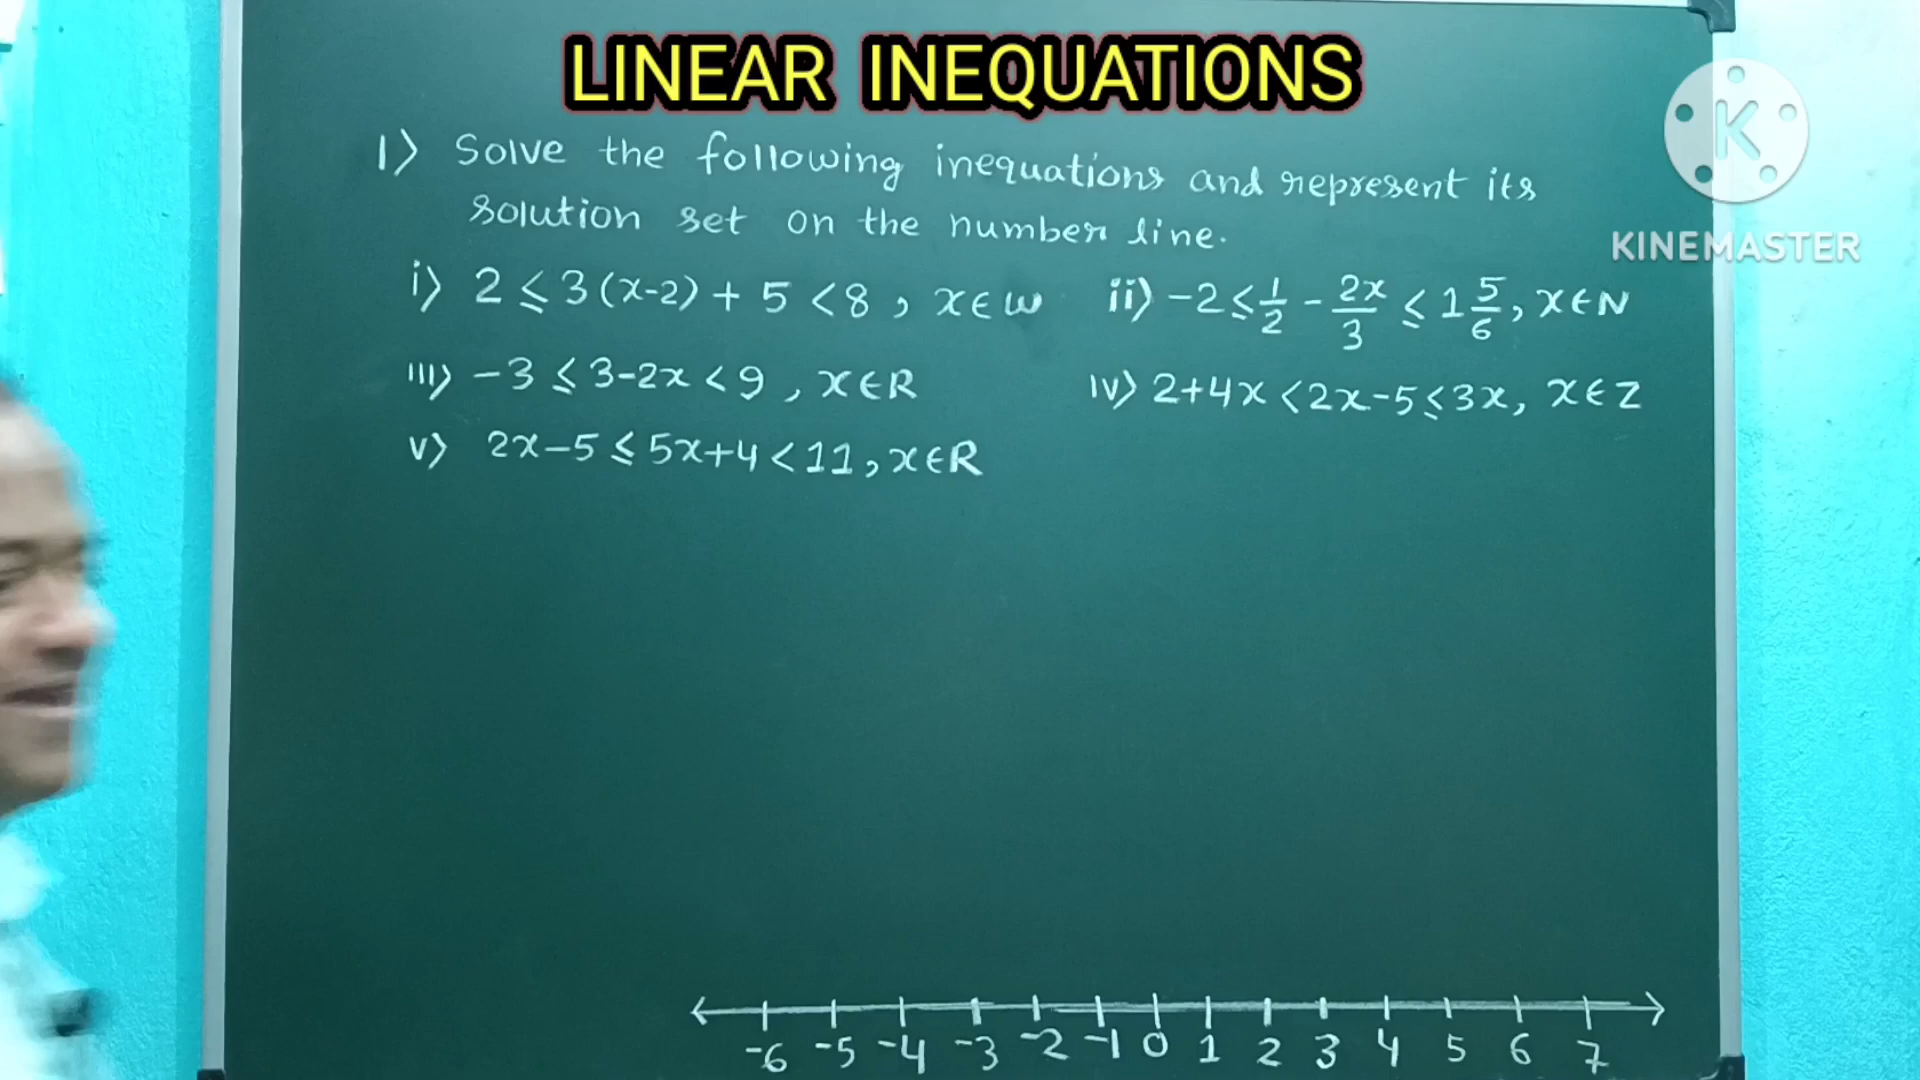 LINEAR INEQUATIONS
K
KINEMASTER
1) Solve the following inequations and represent its
solution set on the number line.
i) 2 ≤ 3(x-2) + 5 < 8, x∈W ii) -2 ≤ 1/2 - 2x/3 ≤ 1 5/6, x∈N
iii) -3 ≤ 3-2x < 9, x∈R iv) 2+4x < 2x-5 ≤ 3x, x∈Z
v) 2x-5 ≤ 5x+4 < 11, x∈R
-6 -5 -4 -3 -2 -1 0 1 2 3 4 5 6 7